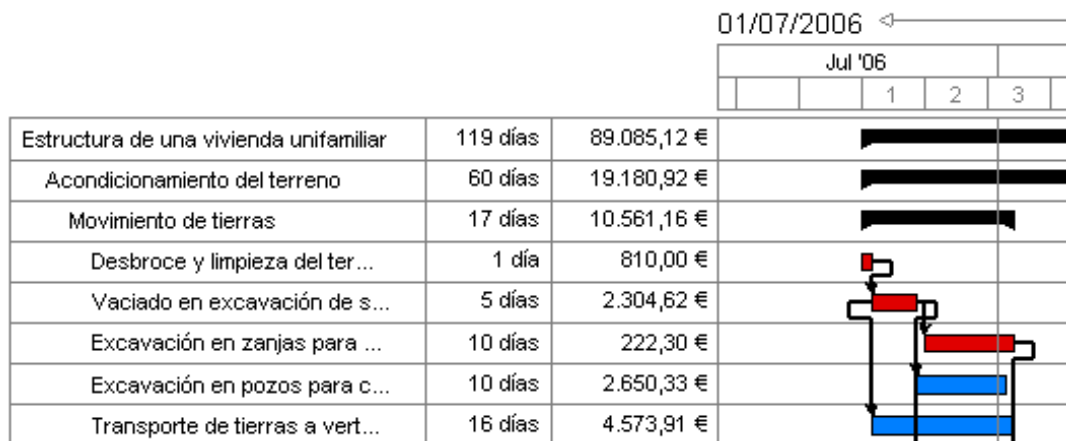 01/07/2006
Jul '06
1 2 3
Estructura de una vivienda unifamiliar 119 días 89.085,12 €
Acondicionamiento del terreno 60 días 19.180,92 €
Movimiento de tierras 17 días 10.561,16 €
Desbroce y limpieza del ter... 1 día 810,00 €
Vaciado en excavación de s... 5 días 2.304,62 €
Excavación en zanjas para ... 10 días 222,30 €
Excavación en pozos para c... 10 días 2.650,33 €
Transporte de tierras a vert... 16 días 4.573,91 €